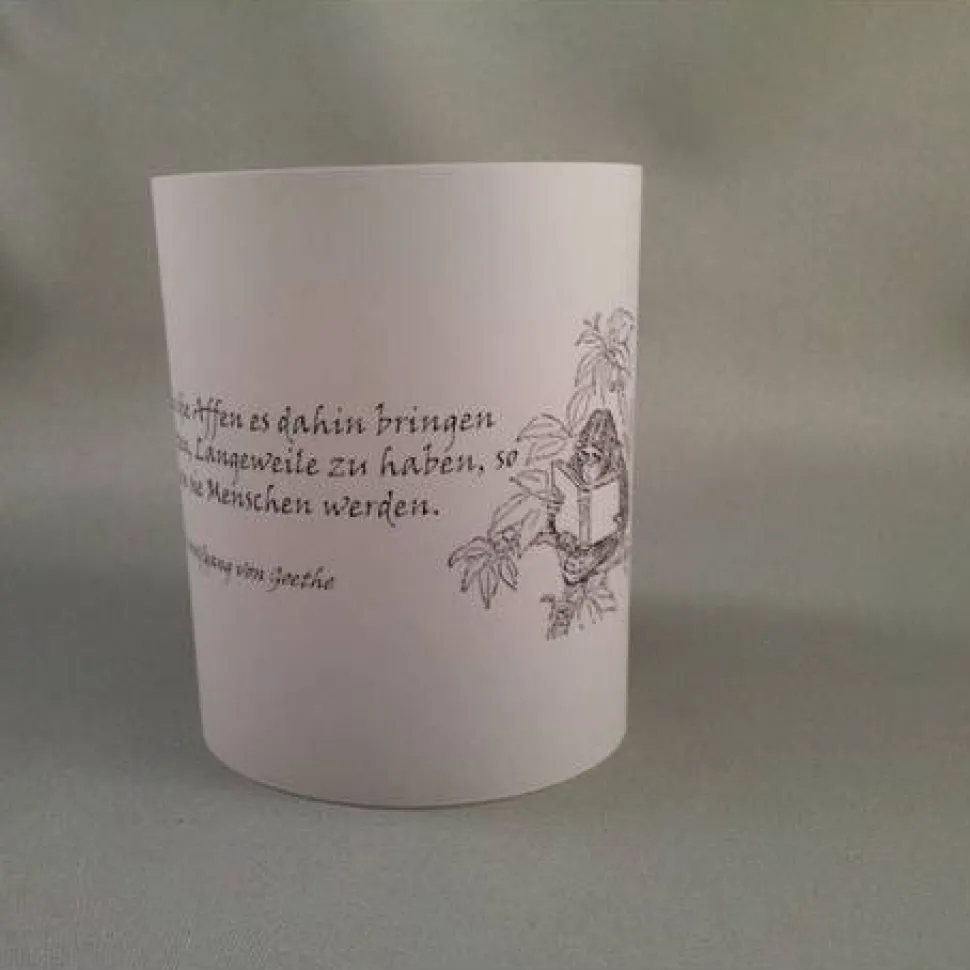 Affen es dahin bringen
Langeweile zu haben, so
Menschen werden.
von Goethe